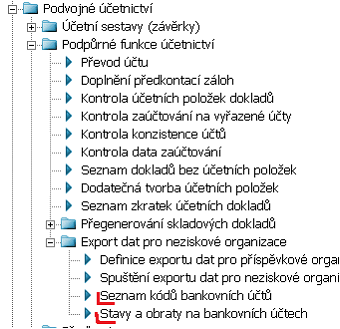 Podvojné účetnictví
Účetní sestavy (závěrky)
Podpůrné funkce účetnictví
Převod účtu
Doplnění předkontací záloh
Kontrola účetních položek dokladů
Kontrola zaúčtování na vyřazené účty
Kontrola konzistence účtů
Kontrola data zaúčtování
Seznam dokladů bez účetních položek
Dodatečná tvorba účetních položek
Seznam zkratek účetních dokladů
Přegenerování skladových dokladů
Export dat pro neziskové organizace
Definice exportu dat pro příspěvkové orga
Spuštění exportu dat pro neziskové organi
Seznam kódů bankovních účtů
Stavy a obraty na bankovních účtech